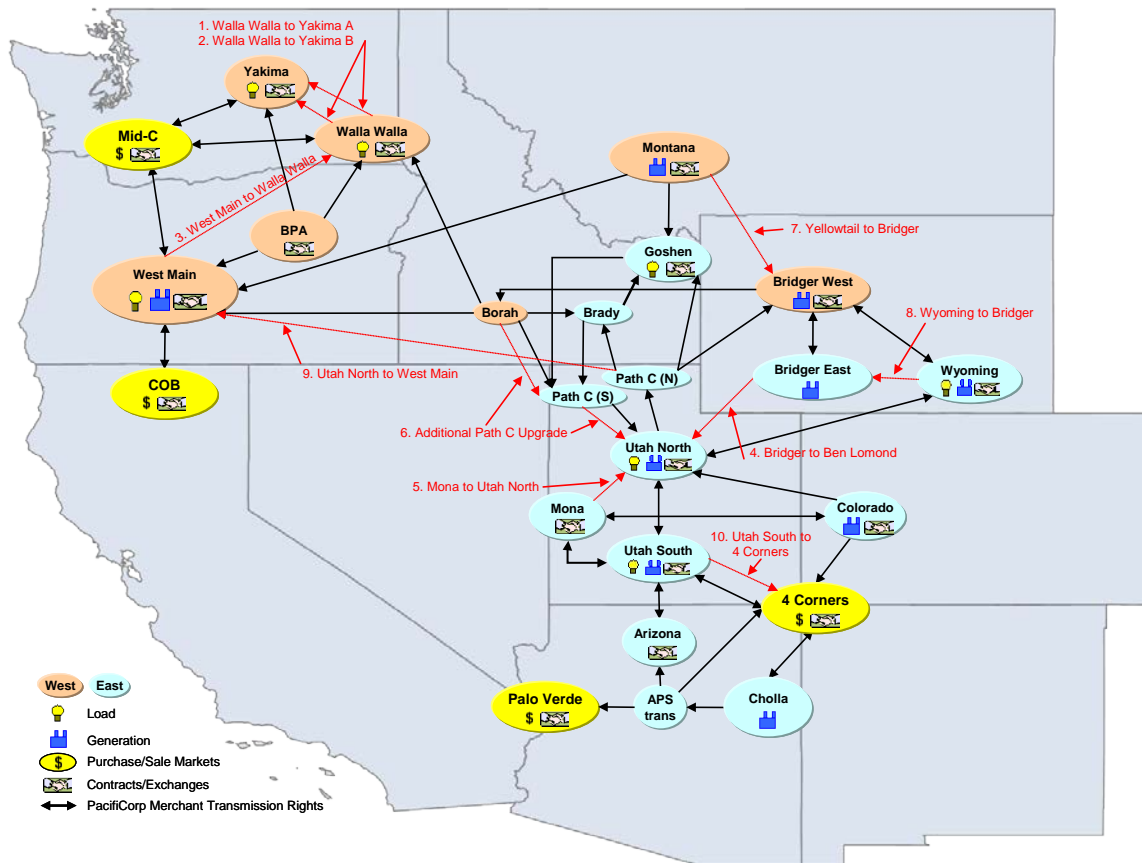 1. Walla Walla to Yakima A
2. Walla Walla to Yakima B
Yakima
Mid-C
$
Walla Walla
3. West Main to Walla Walla
Montana
BPA
7. Yellowtail to Bridger
Goshen
West Main
Bridger West
Borah
Brady
8. Wyoming to Bridger
9. Utah North to West Main
Path C (N)
Bridger East
Wyoming
COB
$
Path C (S)
6. Additional Path C Upgrade
Utah North
4. Bridger to Ben Lomond
5. Mona to Utah North
Mona
Colorado
10. Utah South to
4 Corners
Utah South
4 Corners
$
Arizona
Palo Verde
$
APS
trans
Cholla
West
East
Load
Generation
$
Purchase/Sale Markets
Contracts/Exchanges
PacifiCorp Merchant Transmission Rights